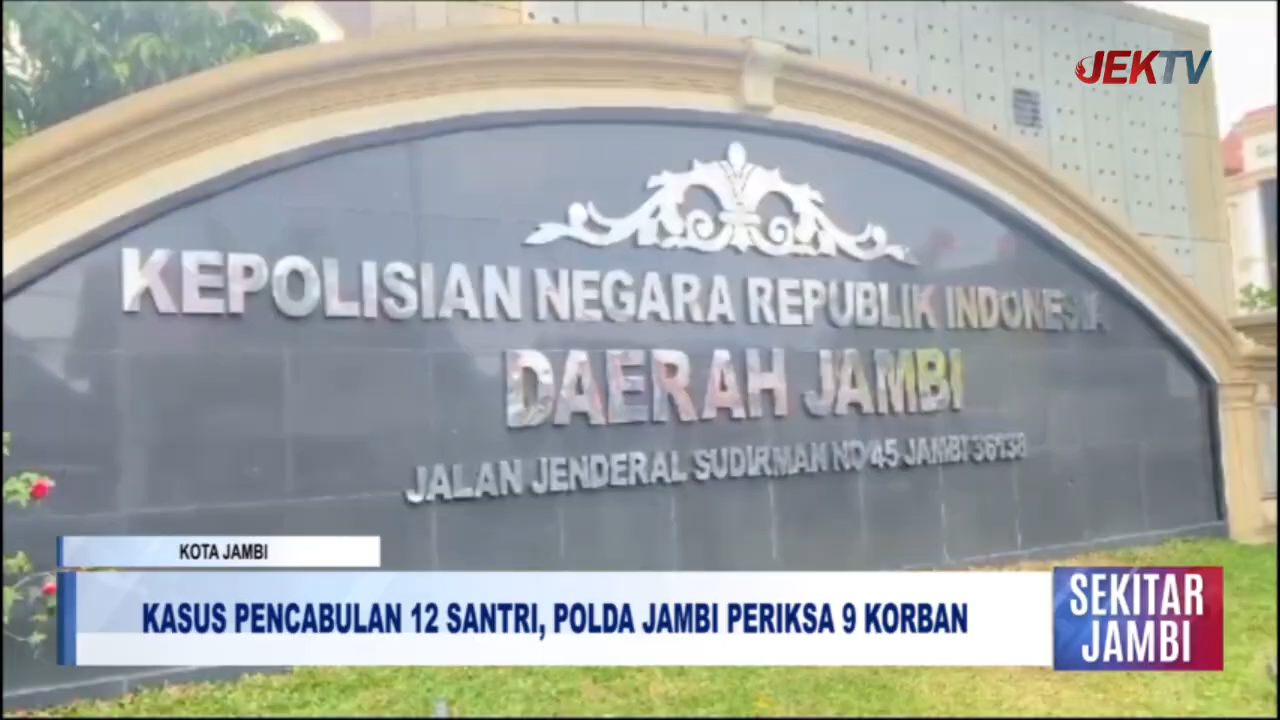 JEKTV
KEPOLISIAN NEGARA REPUBLIK INDONESIA
DAERAH JAMBI
JALAN JENDERAL SUDIRMAN NO 45 JAMBI 36138
KOTA JAMBI
KASUS PENCABULAN 12 SANTRI, POLDA JAMBI PERIKSA 9 KORBAN
SEKITAR
JAMBI